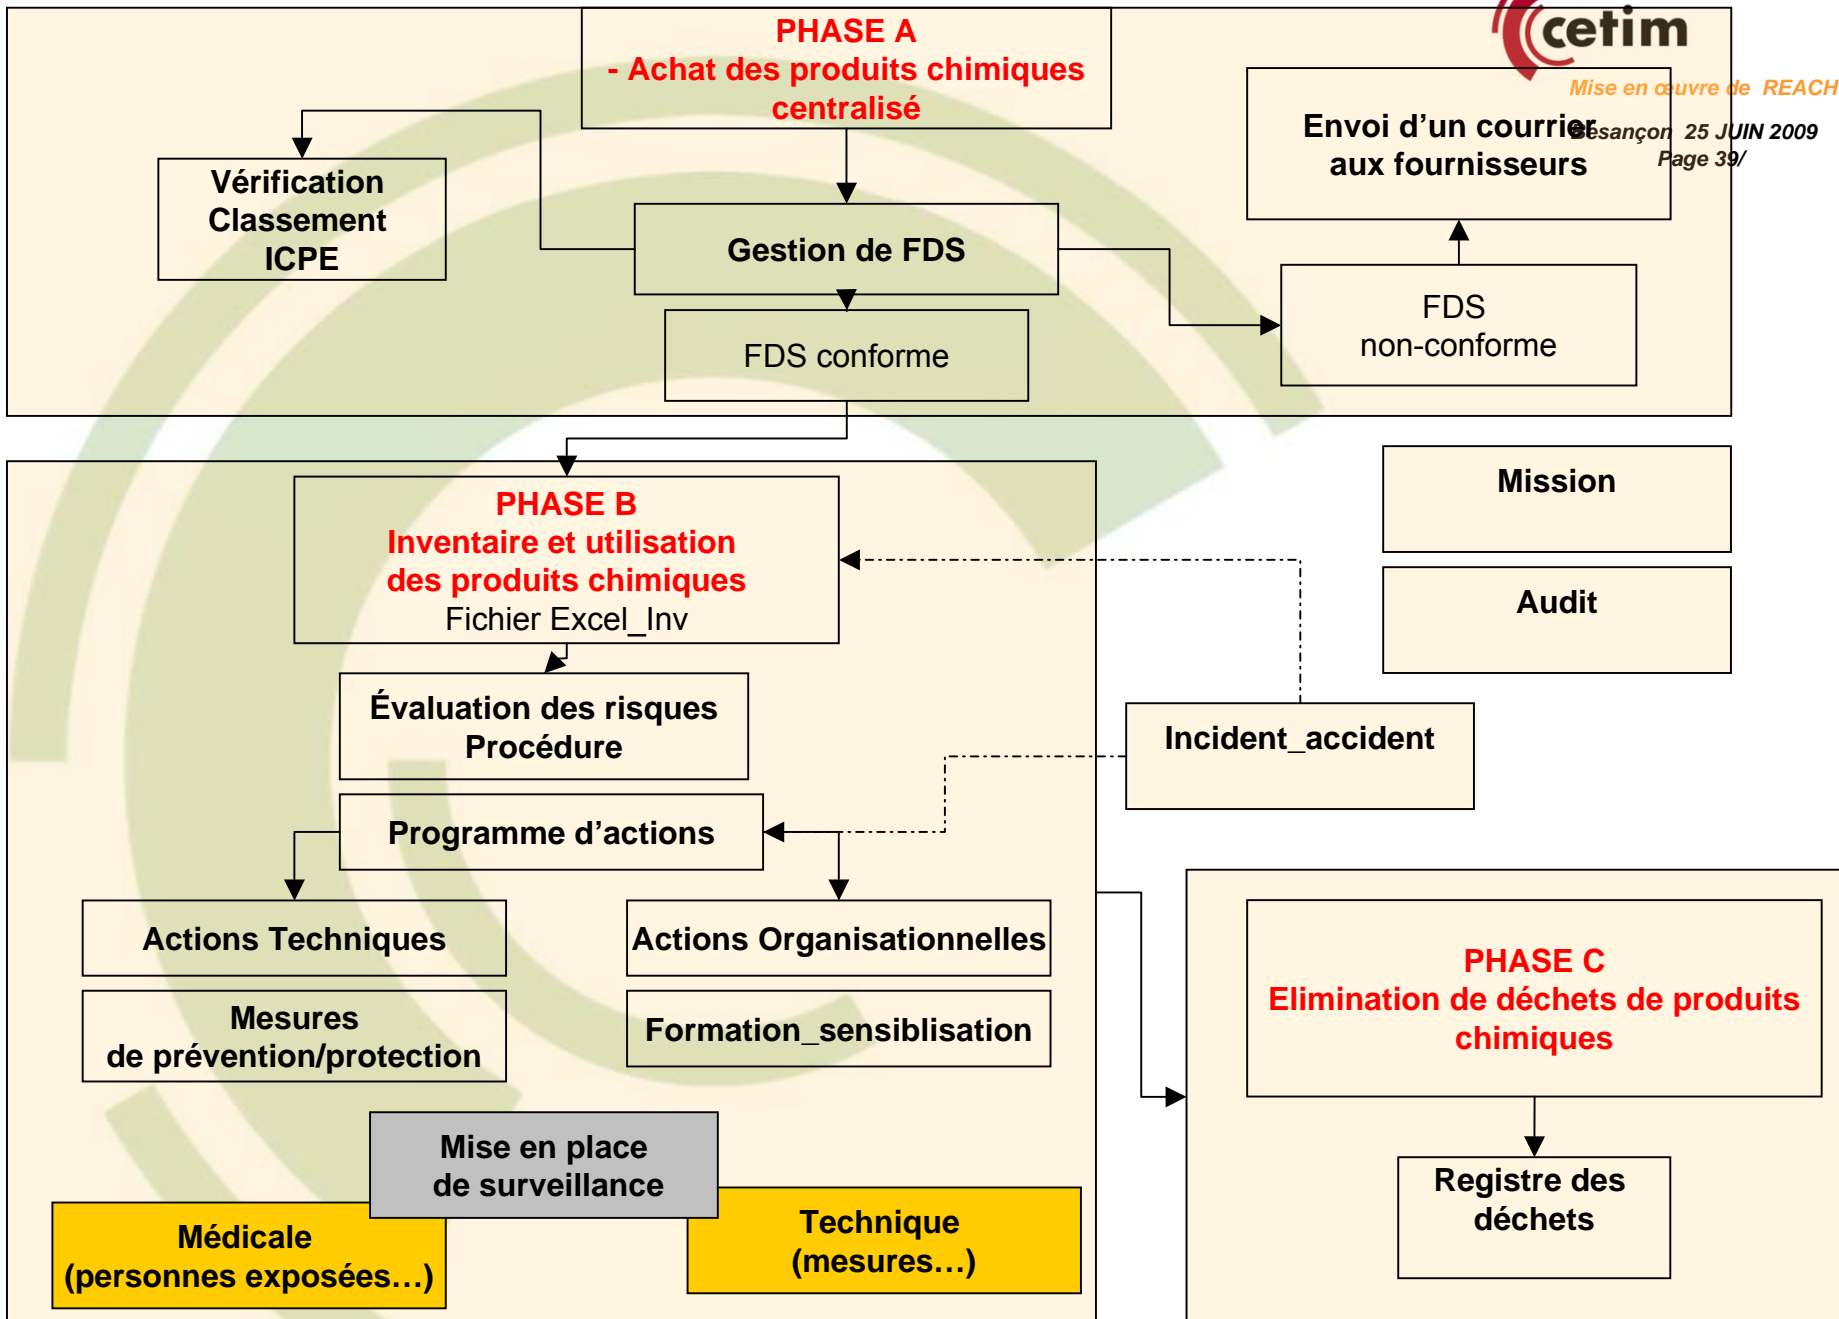 cetim
Mise en œuvre de REACH
Besançon 25 JUIN 2009
Page 39/
PHASE A
- Achat des produits chimiques
centralisé
Envoi d’un courrier
aux fournisseurs
Vérification
Classement
ICPE
Gestion de FDS
FDS
non-conforme
FDS conforme
PHASE B
Inventaire et utilisation
des produits chimiques
Fichier Excel_Inv
Mission
Audit
Évaluation des risques
Procédure
Incident_accident
Programme d’actions
Actions Techniques
Actions Organisationnelles
Mesures
de prévention/protection
Formation_sensiblisation
PHASE C
Elimination de déchets de produits
chimiques
Mise en place
de surveillance
Médicale
(personnes exposées…)
Technique
(mesures…)
Registre des
déchets